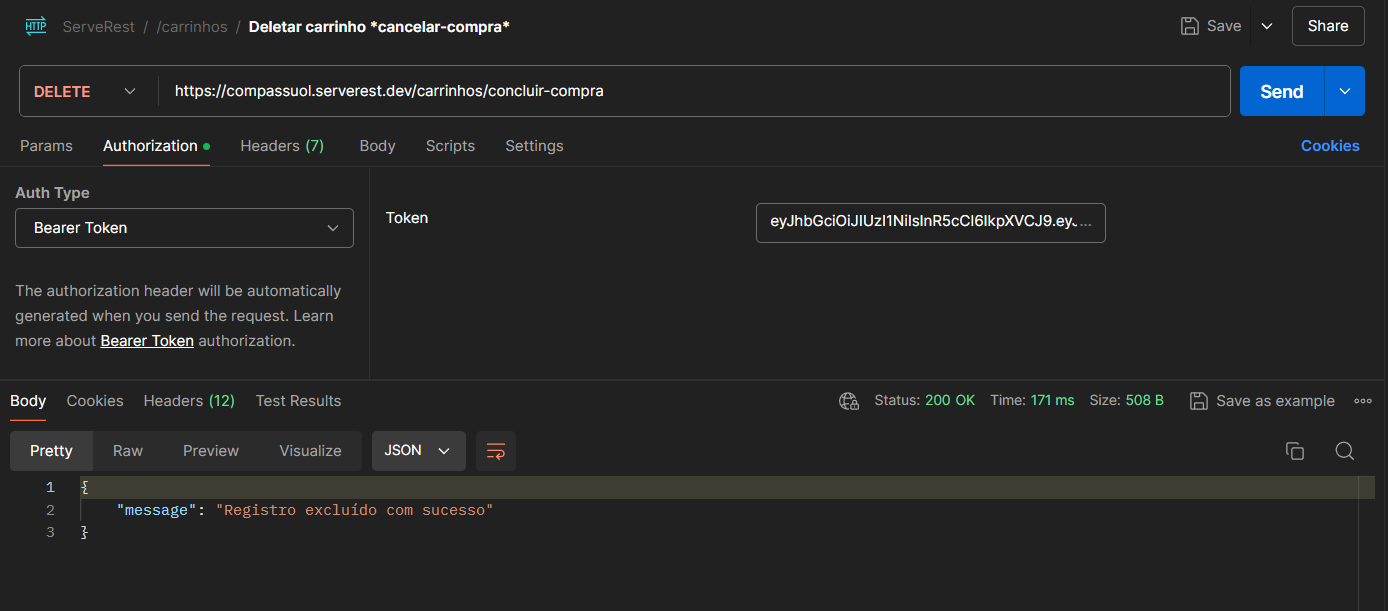 HTTP ServeRest / /carrinhos / Deletar carrinho *cancelar-compra* Save Share
DELETE https://compassuol.serverest.dev/carrinhos/concluir-compra Send
Params Authorization Headers (7) Body Scripts Settings Cookies
Auth Type
Bearer Token
Token eyJhbGciOiJIUzI1NiIsInR5cCI6IkpXVCJ9.eyJ...
The authorization header will be automatically
generated when you send the request. Learn
more about Bearer Token authorization.
Body Cookies Headers (12) Test Results Status: 200 OK Time: 171 ms Size: 508 B Save as example
Pretty Raw Preview Visualize JSON
1 {
2 "message": "Registro excluído com sucesso"
3 }